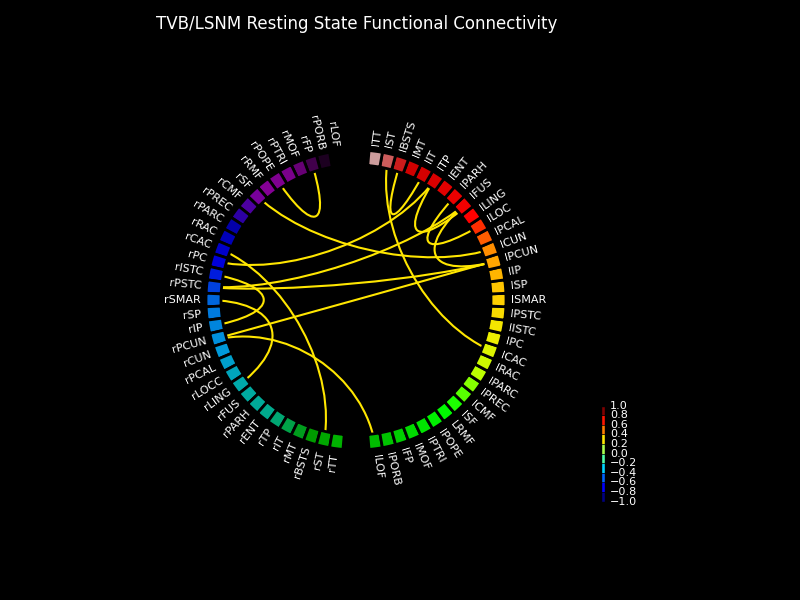 TVB/LSNM Resting State Functional Connectivity
lTT
lST
lBSTS
lMT
lIT
lTP
lENT
lPARH
lFUS
lLING
lLOC
lPCAL
lCUN
lPCUN
lIP
lSP
lSMAR
lPSTC
lISTC
lPC
lCAC
lRAC
lPARC
lPREC
lCMF
lSF
LRMF
lPOPE
lPTRI
lMOF
lFP
lPORB
lLOF
rLOF
rPORB
rFP
rMOF
rPTRI
rPOPE
rRMF
rSF
rCMF
rPREC
rPARC
rRAC
rCAC
rPC
rISTC
rPSTC
rSMAR
rSP
rIP
rPCUN
rCUN
rPCAL
rLOCC
rLING
rFUS
rPARH
rENT
rTP
rIT
rMT
rBSTS
rST
rTT
1.0
0.8
0.6
0.4
0.2
0.0
−0.2
−0.4
−0.6
−0.8
−1.0